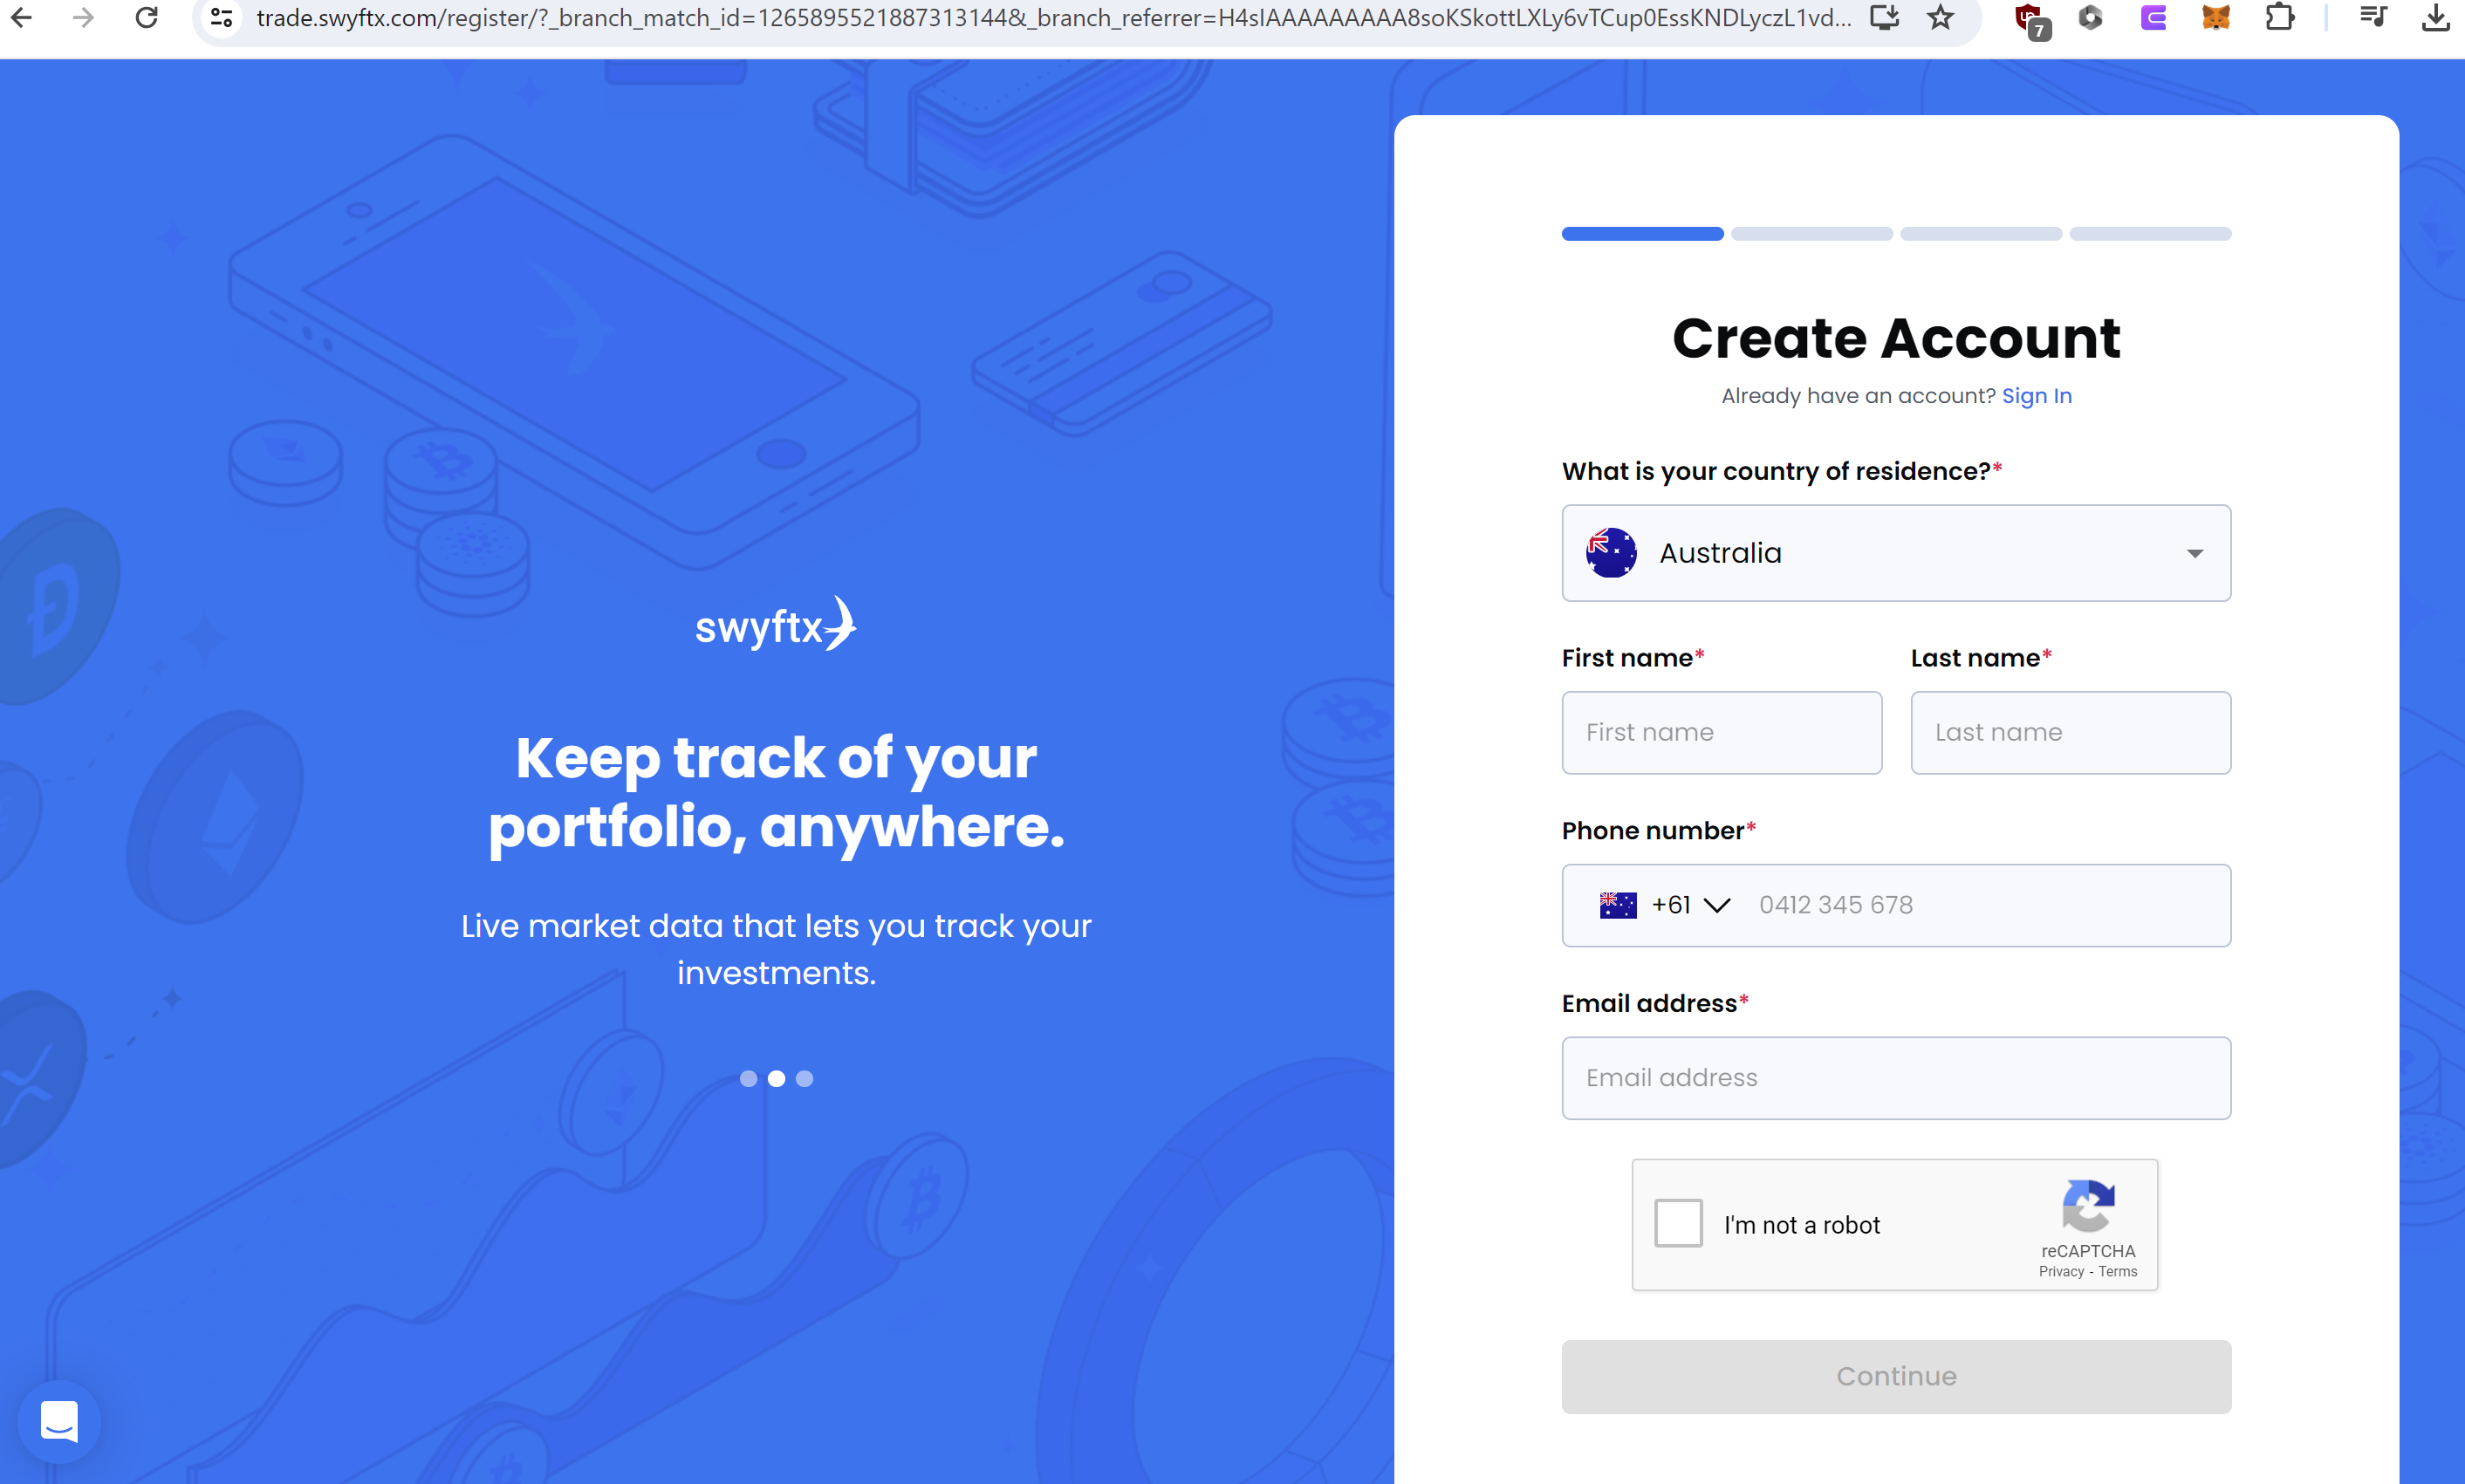 trade.swyftx.com/register/?_branch_match_id=1265895521887313144&_branch_referrer=H4sIAAAAAAAAA8soKSkottLXLy6vTCup0EssKNDLyczL1vd...
7
swyftx
Keep track of your
portfolio, anywhere.
Live market data that lets you track your
investments.
Create Account
Already have an account? Sign In
What is your country of residence?*
Australia
First name* Last name*
First name Last name
Phone number*
+61 0412 345 678
Email address*
Email address
I'm not a robot
reCAPTCHA
Privacy - Terms
Continue